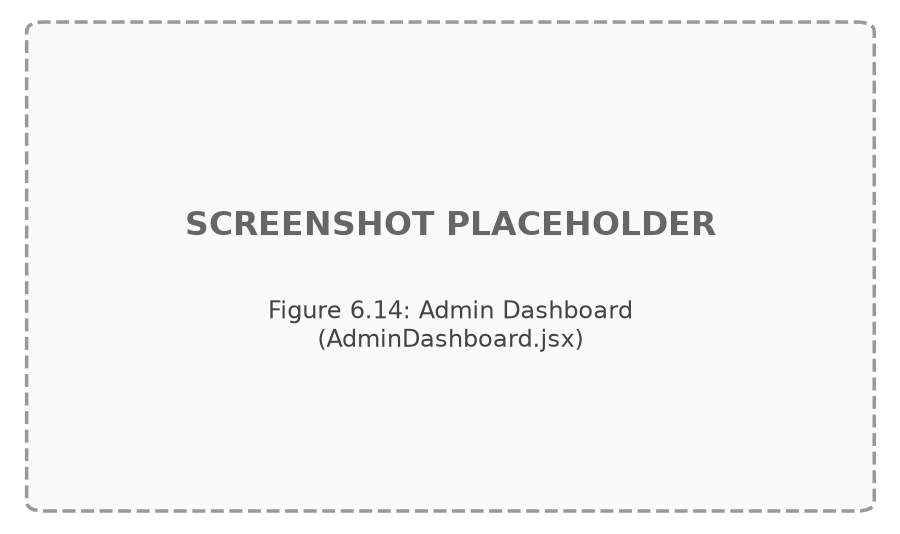 SCREENSHOT PLACEHOLDER
Figure 6.14: Admin Dashboard
(AdminDashboard.jsx)